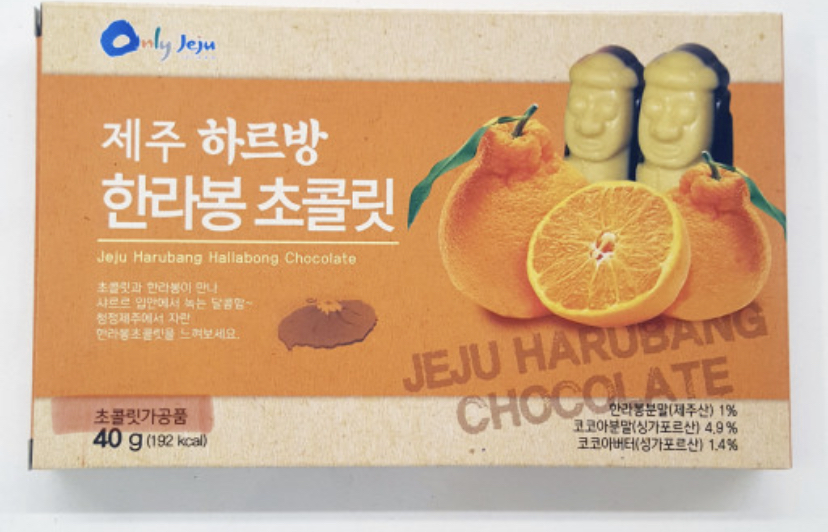 Only Jeju
제주 하르방
한라봉 초콜릿
Jeju Harubang Hallabong Chocolate
초콜릿과 한라봉이 만나
샤르르 입안에서 녹는 달콤함~
청정제주에서 자란
한라봉초콜릿을 느껴보세요.
JEJU HARUBANG
CHOCOLATE
초콜릿가공품
40 g (192 kcal)
한라봉분말(제주산) 1%
코코아분말(싱가포르산) 4.9%
코코아버터(싱가포르산) 1.4%